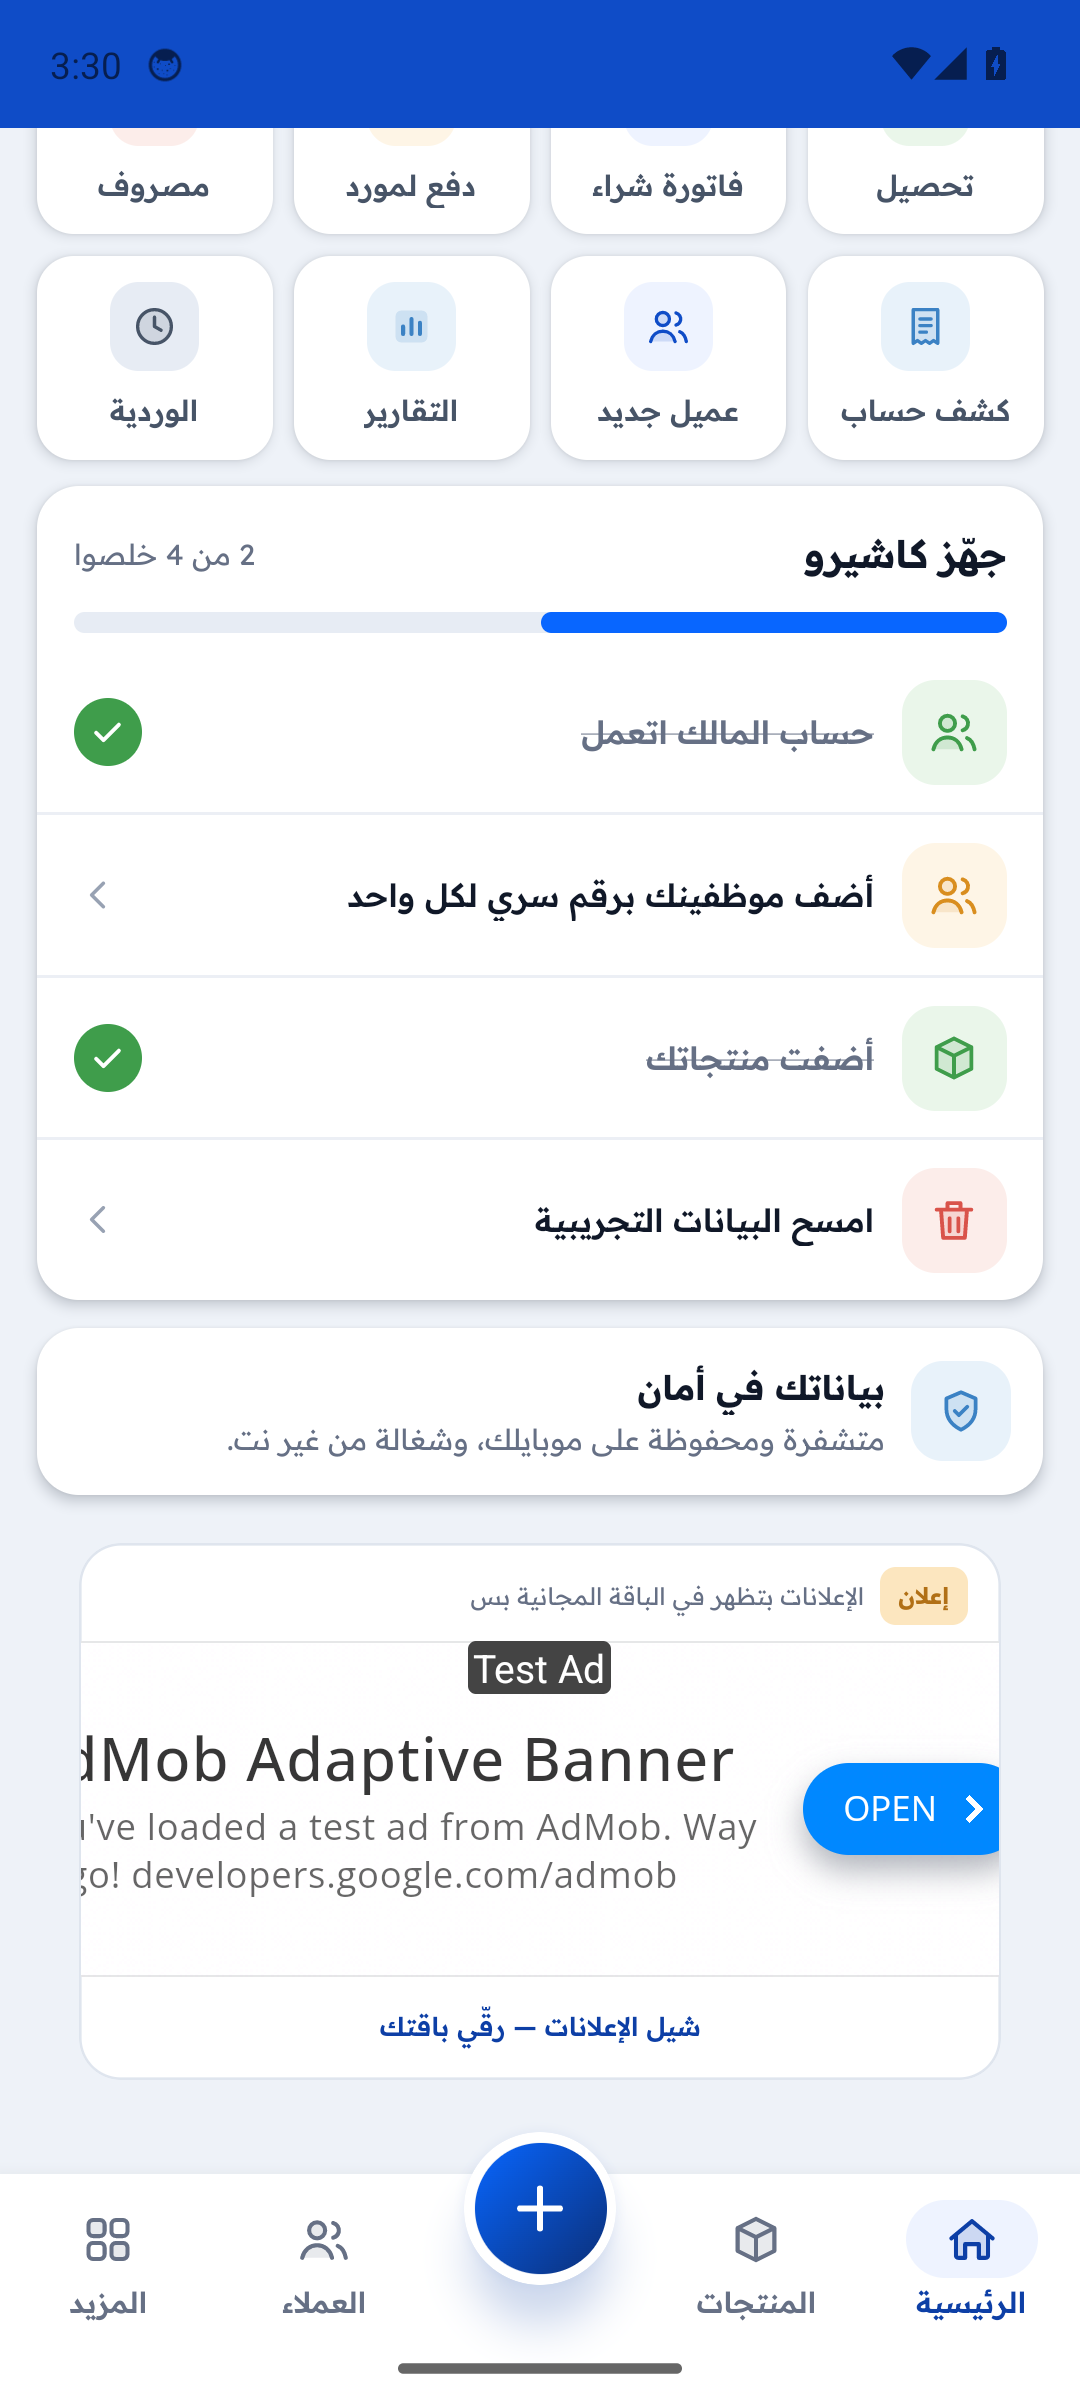 3:30
تحصيل
فاتورة شراء
دفع لمورد
مصروف
كشف حساب
عميل جديد
التقارير
الوردية
جهّز كاشيرو
2 من 4 خلصوا
حساب المالك اتعمل
أضف موظفينك برقم سري لكل واحد
أضفت منتجاتك
امسح البيانات التجريبية
بياناتك في أمان
متشفرة ومحفوظة على موبايلك، وشغالة من غير نت.
إعلان
الإعلانات بتظهر في الباقة المجانية بس
Test Ad
dMob Adaptive Banner
u've loaded a test ad from AdMob. Way
go! developers.google.com/admob
OPEN
شيل الإعلانات — رقّي باقتك
الرئيسية
المنتجات
العملاء
المزيد